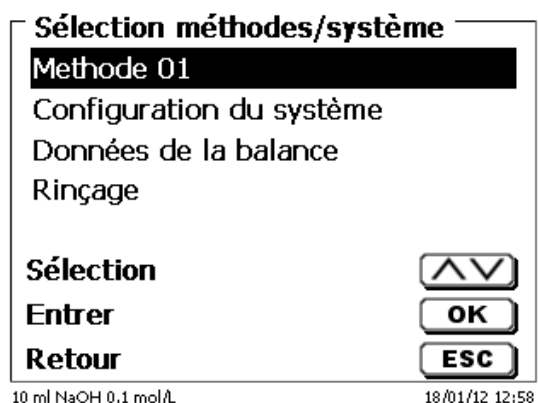 Sélection méthodes/système
Methode 01
Configuration du système
Données de la balance
Rinçage
Sélection
Entrer OK
Retour ESC
10 ml NaOH 0.1 mol/L 18/01/12 12:58